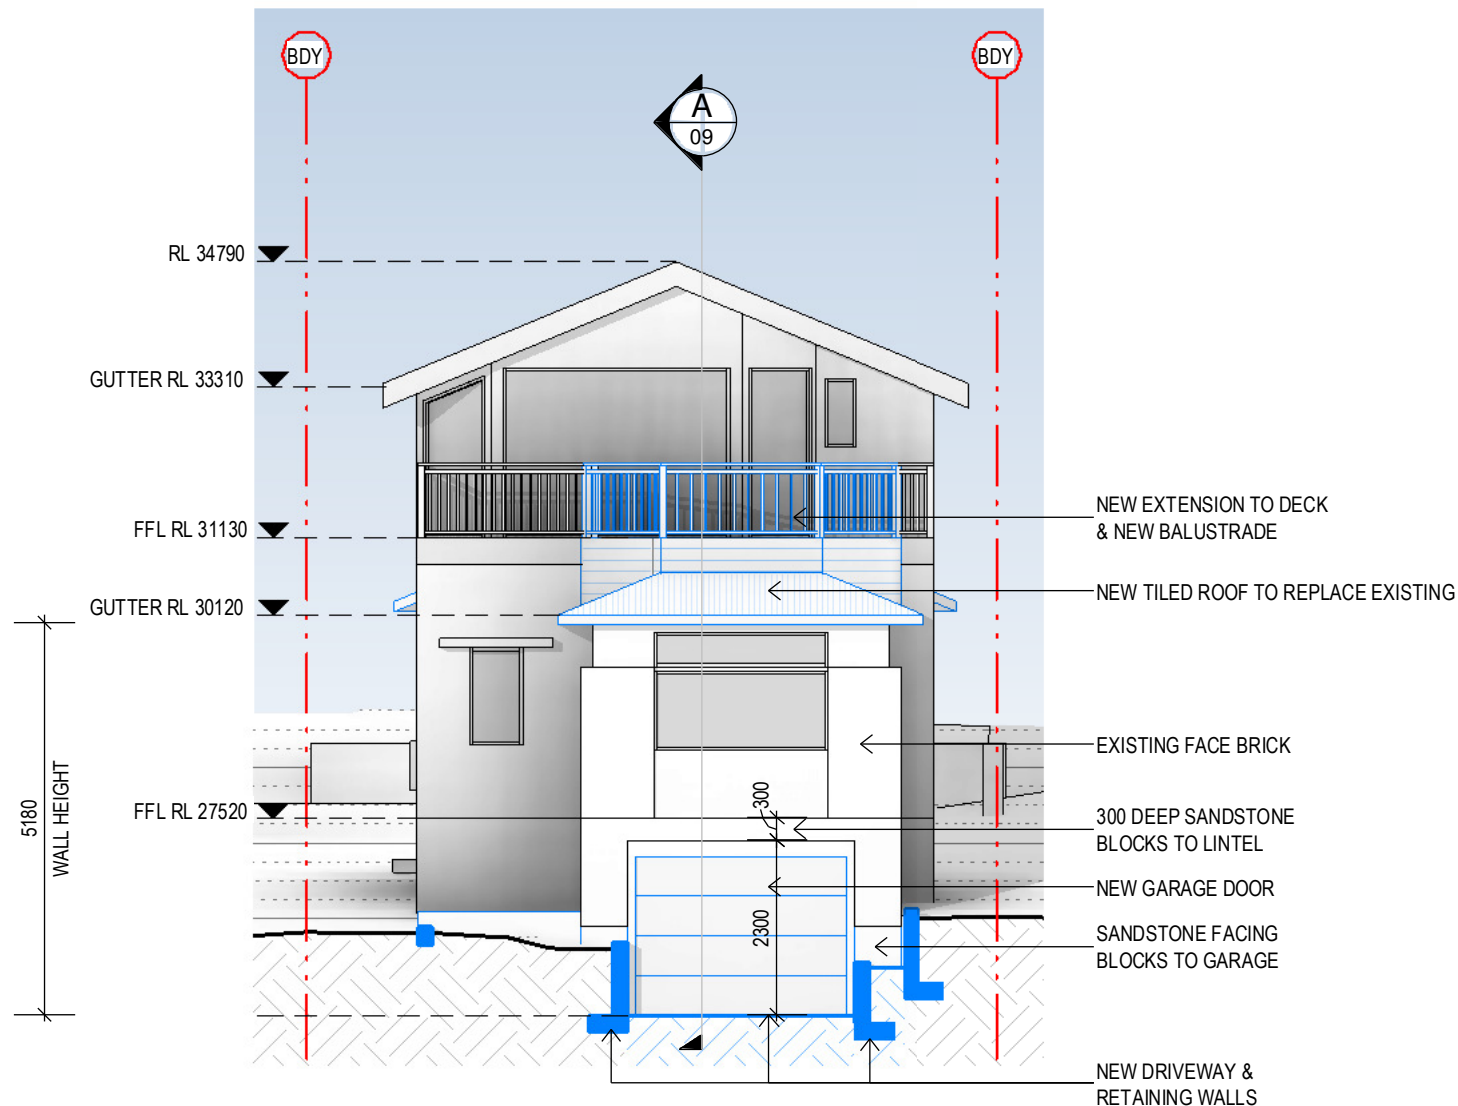 BDY
BDY
A
09
RL 34790
GUTTER RL 33310
FFL RL 31130
GUTTER RL 30120
FFL RL 27520
5180
WALL HEIGHT
300
2300
NEW EXTENSION TO DECK
& NEW BALUSTRADE
NEW TILED ROOF TO REPLACE EXISTING
EXISTING FACE BRICK
300 DEEP SANDSTONE
BLOCKS TO LINTEL
NEW GARAGE DOOR
SANDSTONE FACING
BLOCKS TO GARAGE
NEW DRIVEWAY &
RETAINING WALLS